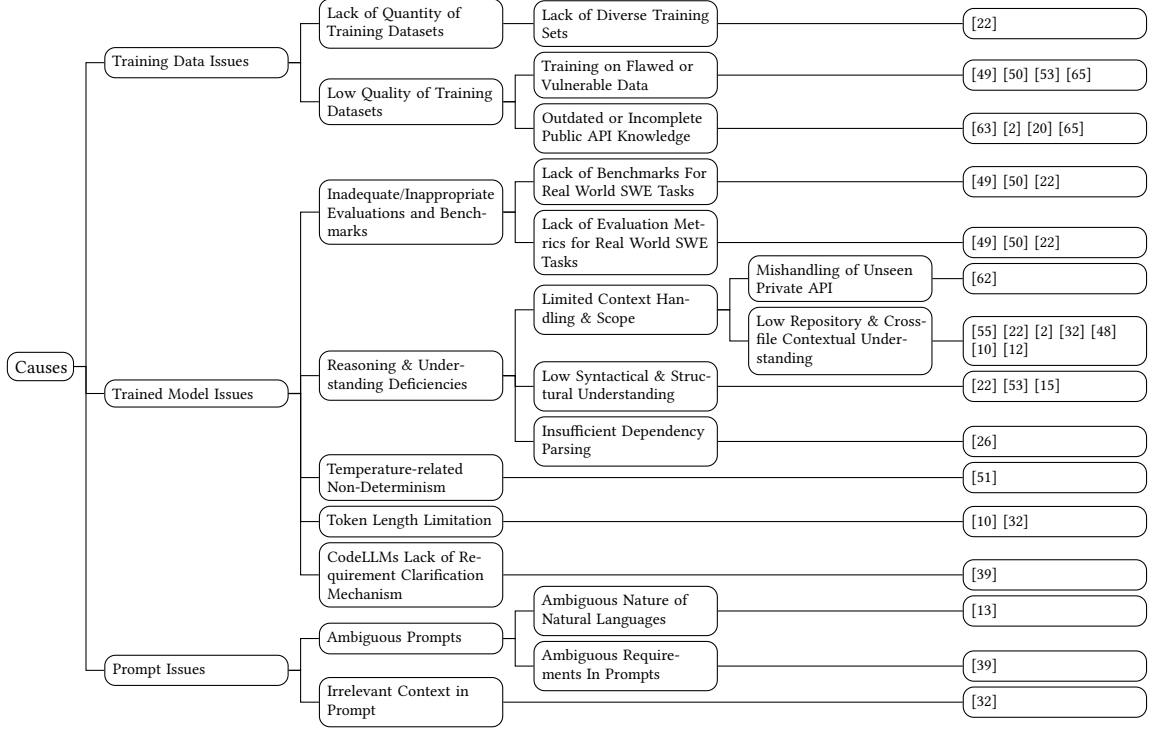 Causes
Training Data Issues
Lack of Quantity of
Training Datasets
Lack of Diverse Training
Sets
[22]
Low Quality of Training
Datasets
Training on Flawed or
Vulnerable Data
[49] [50] [53] [65]
Outdated or Incomplete
Public API Knowledge
[63] [2] [20] [65]
Trained Model Issues
Inadequate/Inappropriate
Evaluations and Bench-
marks
Lack of Benchmarks For
Real World SWE Tasks
[49] [50] [22]
Lack of Evaluation Met-
rics for Real World SWE
Tasks
[49] [50] [22]
Reasoning & Under-
standing Deficiencies
Limited Context Han-
dling & Scope
Mishandling of Unseen
Private API
[62]
Low Repository & Cross-
file Contextual Under-
standing
[55] [22] [2] [32] [48]
[10] [12]
Low Syntactical & Struc-
tural Understanding
[22] [53] [15]
Insufficient Dependency
Parsing
[26]
Temperature-related
Non-Determinism
[51]
Token Length Limitation
[10] [32]
CodeLLMs Lack of Re-
quirement Clarification
Mechanism
[39]
Prompt Issues
Ambiguous Prompts
Ambiguous Nature of
Natural Languages
[13]
Ambiguous Require-
ments In Prompts
[39]
Irrelevant Context in
Prompt
[32]